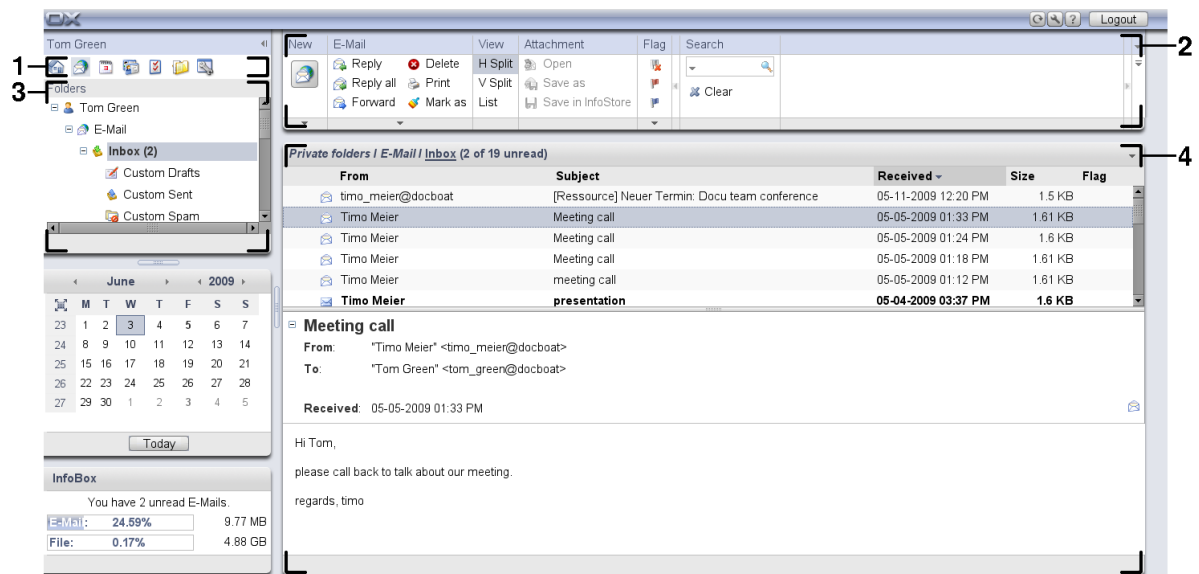 OX Logout
Tom Green
1
3
Folders
Tom Green
E-Mail
Inbox (2)
Custom Drafts
Custom Sent
Custom Spam
June 2009
M T W T F S S
23 1 2 3 4 5 6 7
24 8 9 10 11 12 13 14
25 15 16 17 18 19 20 21
26 22 23 24 25 26 27 28
27 29 30 1 2 3 4 5
Today
InfoBox
You have 2 unread E-Mails.
E-Mail: 24.59% 9.77 MB
File: 0.17% 4.88 GB
New E-Mail View Attachment Flag Search
2
Reply Delete H Split Open
Reply all Print V Split Save as
Forward Mark as List Save in InfoStore
Clear
Private folders / E-Mail / Inbox (2 of 19 unread)
4
From Subject Received Size Flag
timo_meier@docboat [Ressource] Neuer Termin: Docu team conference 05-11-2009 12:20 PM 1.5 KB
Timo Meier Meeting call 05-05-2009 01:33 PM 1.61 KB
Timo Meier Meeting call 05-05-2009 01:24 PM 1.6 KB
Timo Meier Meeting call 05-05-2009 01:18 PM 1.61 KB
Timo Meier meeting call 05-05-2009 01:12 PM 1.61 KB
Timo Meier presentation 05-04-2009 03:37 PM 1.6 KB
Meeting call
From: "Timo Meier" <timo_meier@docboat>
To: "Tom Green" <tom_green@docboat>
Received: 05-05-2009 01:33 PM
Hi Tom,
please call back to talk about our meeting.
regards, timo